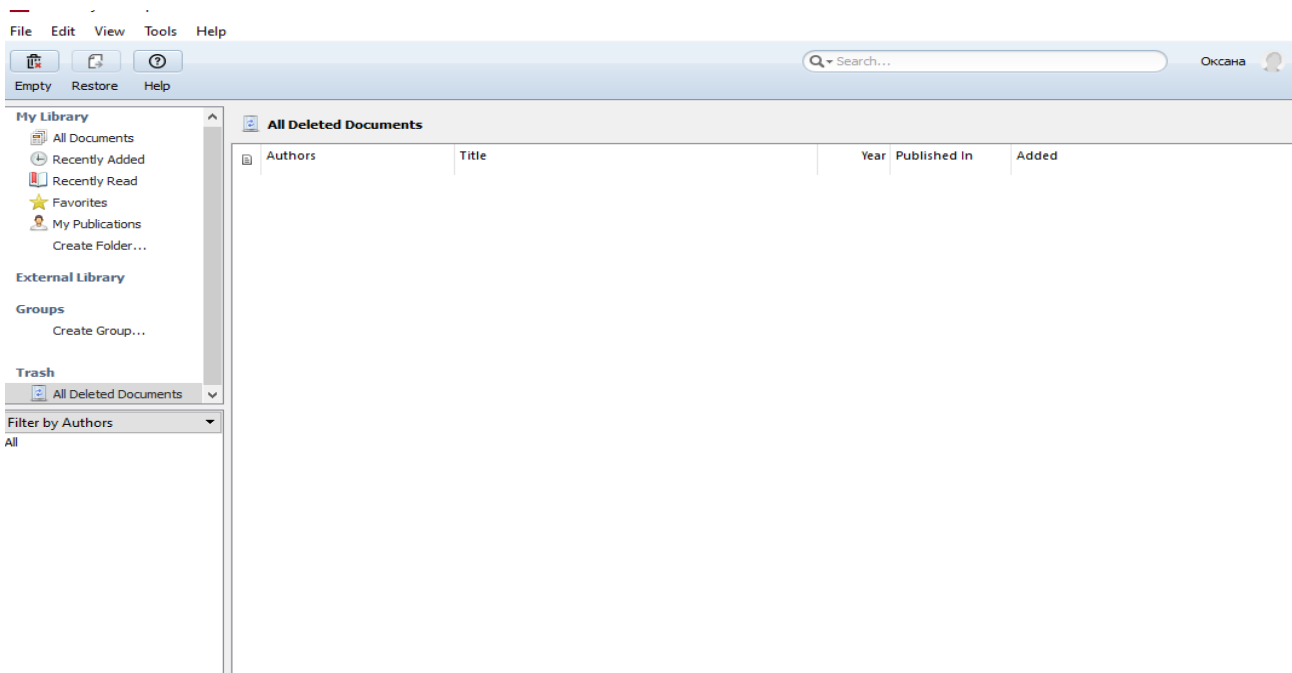 File Edit View Tools Help
Search...
Оксана
Empty Restore Help
My Library
All Documents
Recently Added
Recently Read
Favorites
My Publications
Create Folder...
External Library
Groups
Create Group...
Trash
All Deleted Documents
Filter by Authors
All
All Deleted Documents
Authors Title Year Published In Added